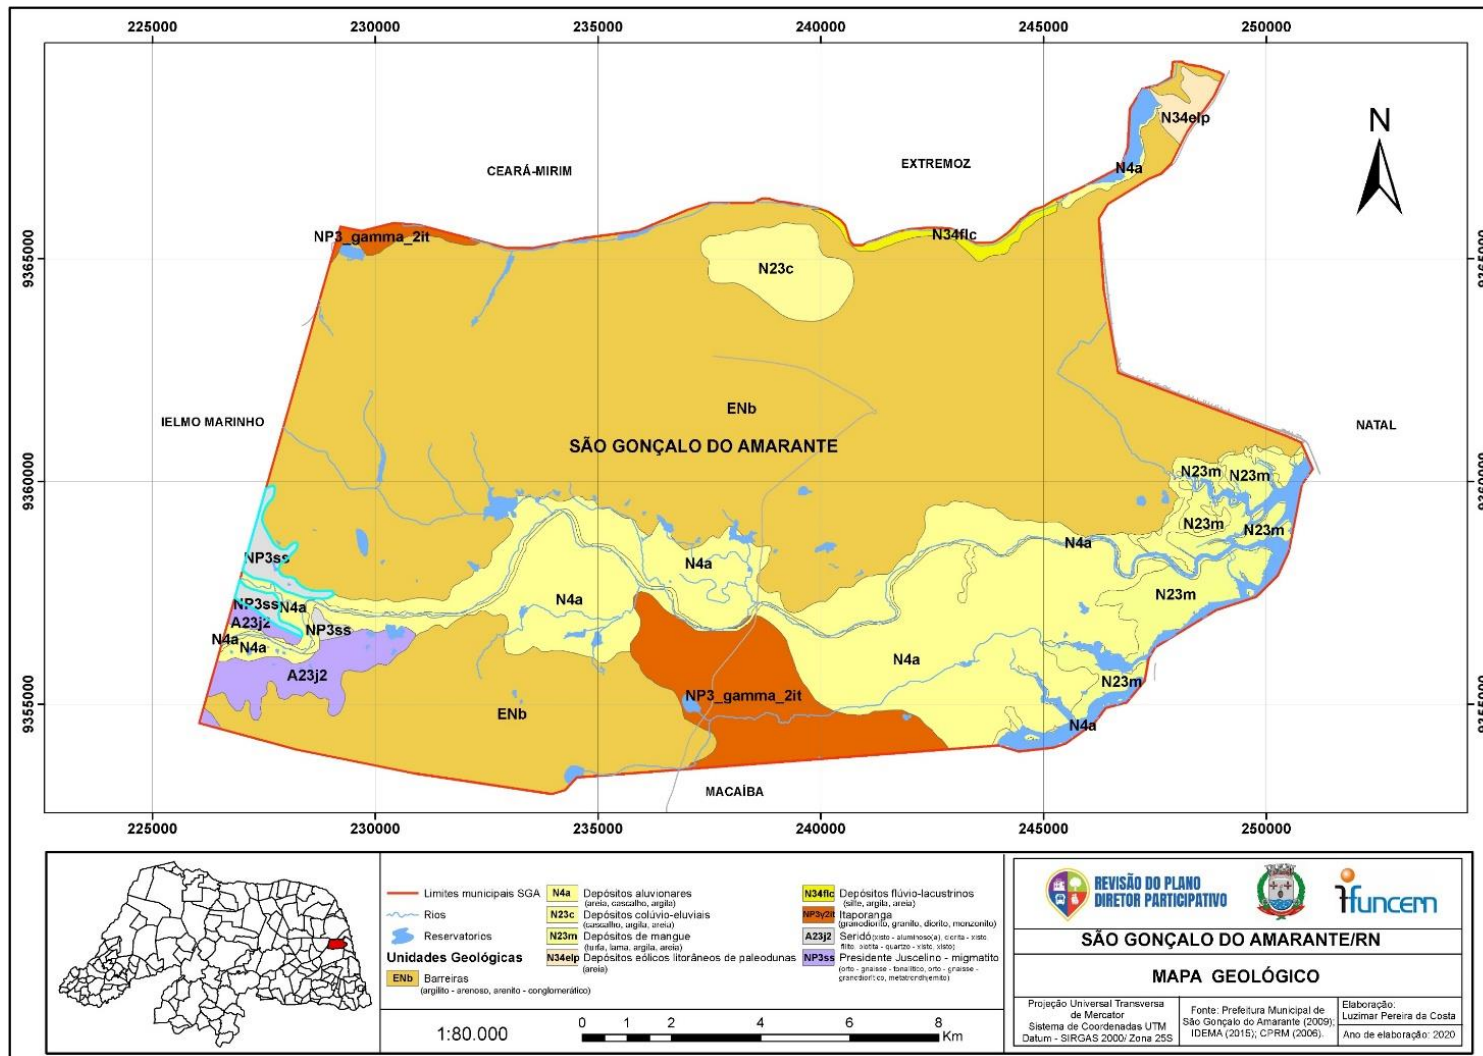 225000 230000 235000 240000 245000 250000
N34elp
N4a
CEARÁ-MIRIM
EXTREMOZ
N
NP3_gamma_2it
N34flc
9365000
N23c
9365000
ENb
IELMO MARINHO
NATAL
SÃO GONÇALO DO AMARANTE
9360000
N23m N23m
9360000
N23m N23m
N4a
NP3ss
N4a
NP3ss N4a
N4a
N23m
A23j2
NP3ss
N4a
N4a
N4a
A23j2
N23m
NP3_gamma_2it
9355000
ENb
N4a
9355000
MACAÍBA
225000 230000 235000 240000 245000 250000
Limites municipais SGA
Rios
Reservatorios
Unidades Geológicas
ENb Barreiras
(argilito - arenoso, arenito - conglomerático)
N4a Depósitos aluvionares
(areia, cascalho, argila)
N23c Depósitos colúvio-eluviais
(cascalho, argila, areia)
N23m Depósitos de mangue
(turfa, lama, argila, areia)
N34elp Depósitos eólicos litorâneos de paleodunas
(areia)
N34flc Depósitos flúvio-lacustrinos
(silte, argila, areia)
NP3γ2it Itaporanga
(granodiorito, granito, diorito, monzonito)
A23j2 Seridó
NP3ss Presidente Juscelino - migmatito
1:80.000
0 1 2 4 6 8
Km
REVISÃO DO PLANO
DIRETOR PARTICIPATIVO
funcern
SÃO GONÇALO DO AMARANTE/RN
MAPA - GEOLÓGICO
Projeção Universal Transversa
de Mercator
Sistema de Coordenadas UTM
Datum - SIRGAS 2000/ Zona 25S
Fonte: Prefeitura Municipal de
São Gonçalo do Amarante (2009);
IDEMA (2015); CPRM (2006).
Elaboração:
Luzimar Pereira da Costa
Ano de elaboração: 2020